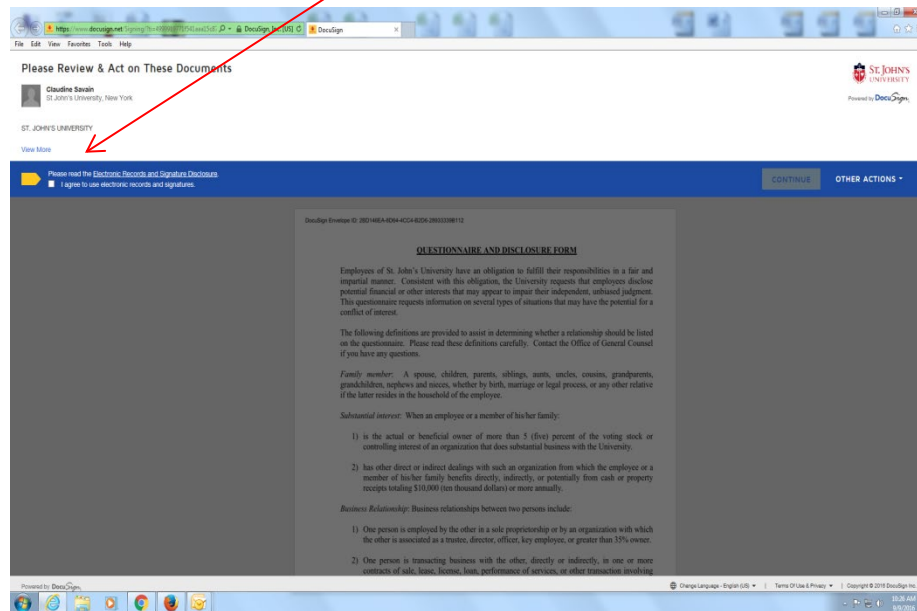 https://www.docusign.net
DocuSign, Inc. [US]
DocuSign
File Edit View Favorites Tools Help
Please Review & Act on These Documents
Claudine Savain
St John's University, New York
ST. JOHN'S UNIVERSITY
View More
ST. JOHN'S
UNIVERSITY
Powered by DocuSign
Please read the Electronic Records and Signature Disclosure.
I agree to use electronic records and signatures.
CONTINUE
OTHER ACTIONS
DocuSign Envelope ID:
QUESTIONNAIRE AND DISCLOSURE FORM
Employees of St. John's University have an obligation to fulfill their responsibilities in a fair and
impartial manner. Consistent with this obligation, the University requests that employees disclose
potential financial or other interests that may appear to impair their independent, unbiased judgment.
This questionnaire requests information on several types of situations that may have the potential for a
conflict of interest.
The following definitions are provided to assist in determining whether a relationship should be listed
on the questionnaire. Please read these definitions carefully. Contact the Office of General Counsel
if you have any questions.
Family member: A spouse, children, parents, siblings, aunts, uncles, cousins, grandparents,
grandchildren, nephews and nieces, whether by birth, marriage or legal process, or any other relative
if the latter resides in the household of the employee.
Substantial interest: When an employee or a member of his/her family:
1) is the actual or beneficial owner of more than 5 (five) percent of the voting stock or
controlling interest of an organization that does substantial business with the University.
2) has other direct or indirect dealings with such an organization from which the employee or a
member of his/her family benefits directly, indirectly, or potentially from cash or property
receipts totaling $10,000 (ten thousand dollars) or more annually.
Business Relationship: Business relationships between two persons include:
1) One person is employed by the other in a sole proprietorship or by an organization with which
the other is associated as a trustee, director, officer, key employee, or greater than 35% owner.
2) One person is transacting business with the other, directly or indirectly, in one or more
contracts of sale, lease, license, loan, performance of services, or other transaction involving
Powered by DocuSign
Change Language - English (US) | Terms Of Use & Privacy | Copyright © 2016 DocuSign Inc.
10:26 AM
9/9/2016